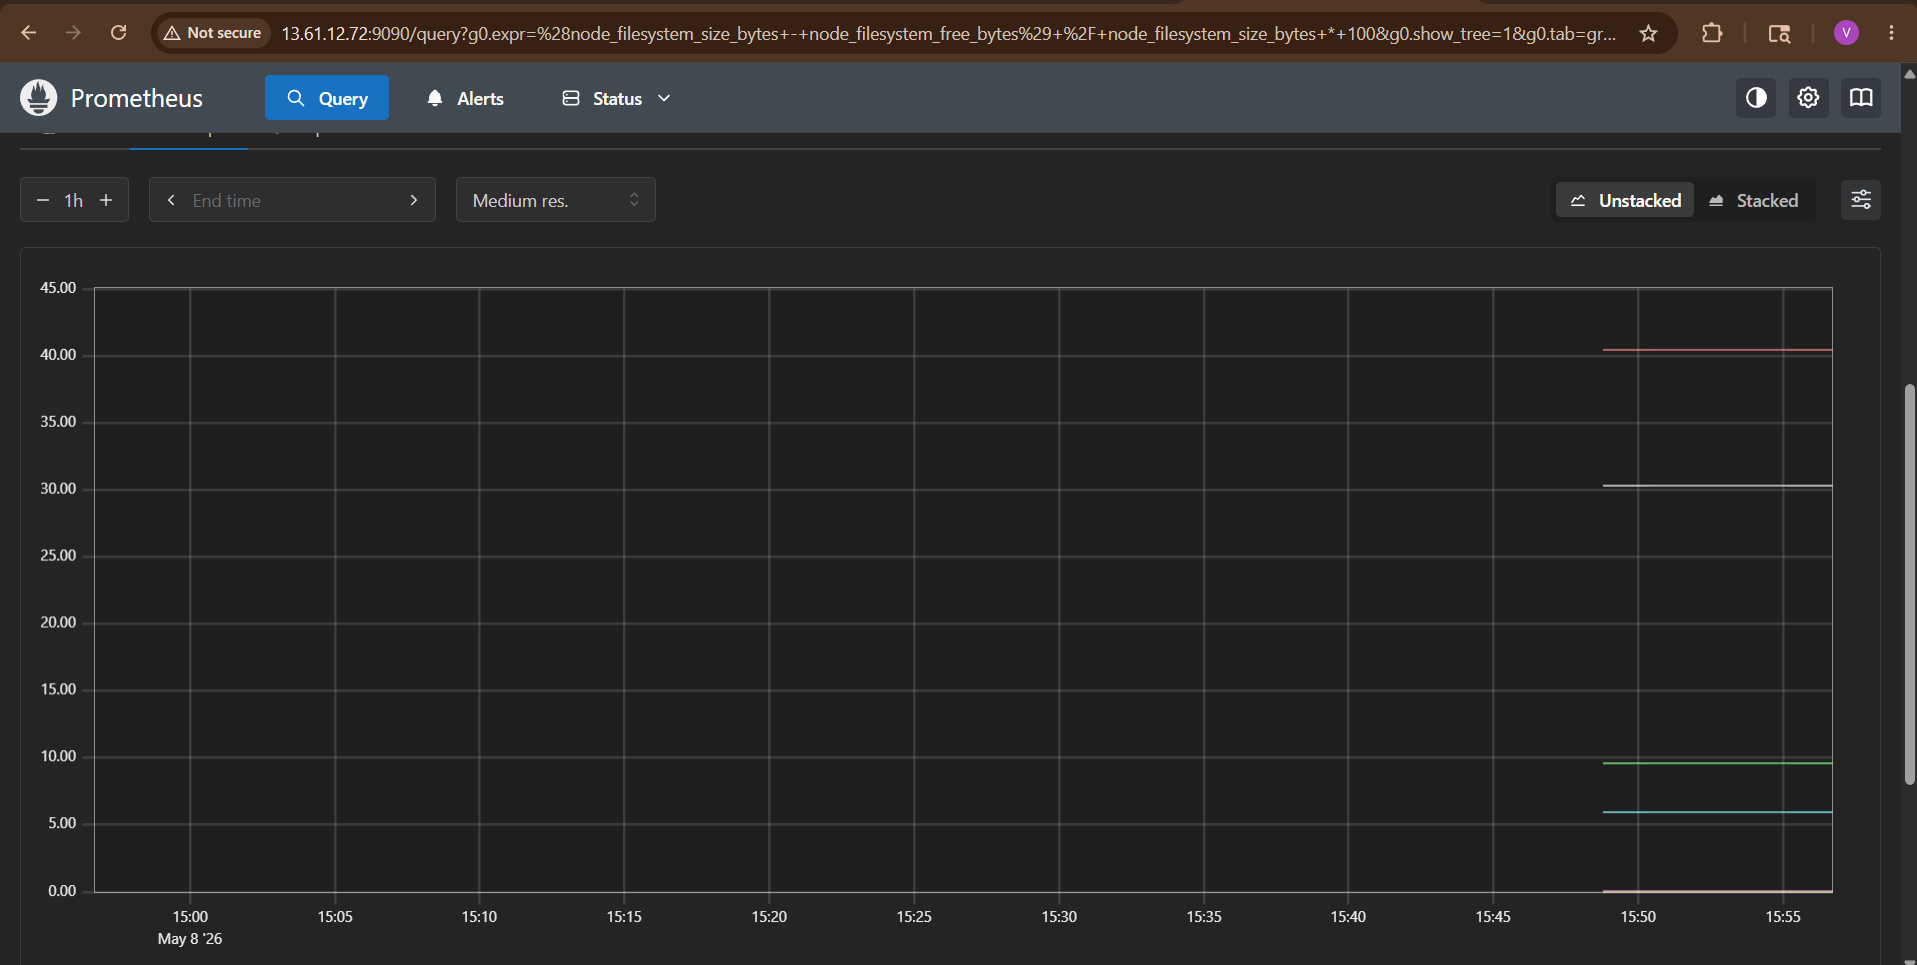 Not secure 13.61.12.72:9090/query?g0.expr=%28node_filesystem_size_bytes+-+node_filesystem_free_bytes%29+%2F+node_filesystem_size_bytes+*+100&g0.show_tree=1&g0.tab=gr... V
Prometheus Query Alerts Status
1h End time Medium res. Unstacked Stacked
45.00
40.00
35.00
30.00
25.00
20.00
15.00
10.00
5.00
0.00
15:00 15:05 15:10 15:15 15:20 15:25 15:30 15:35 15:40 15:45 15:50 15:55
May 8 '26